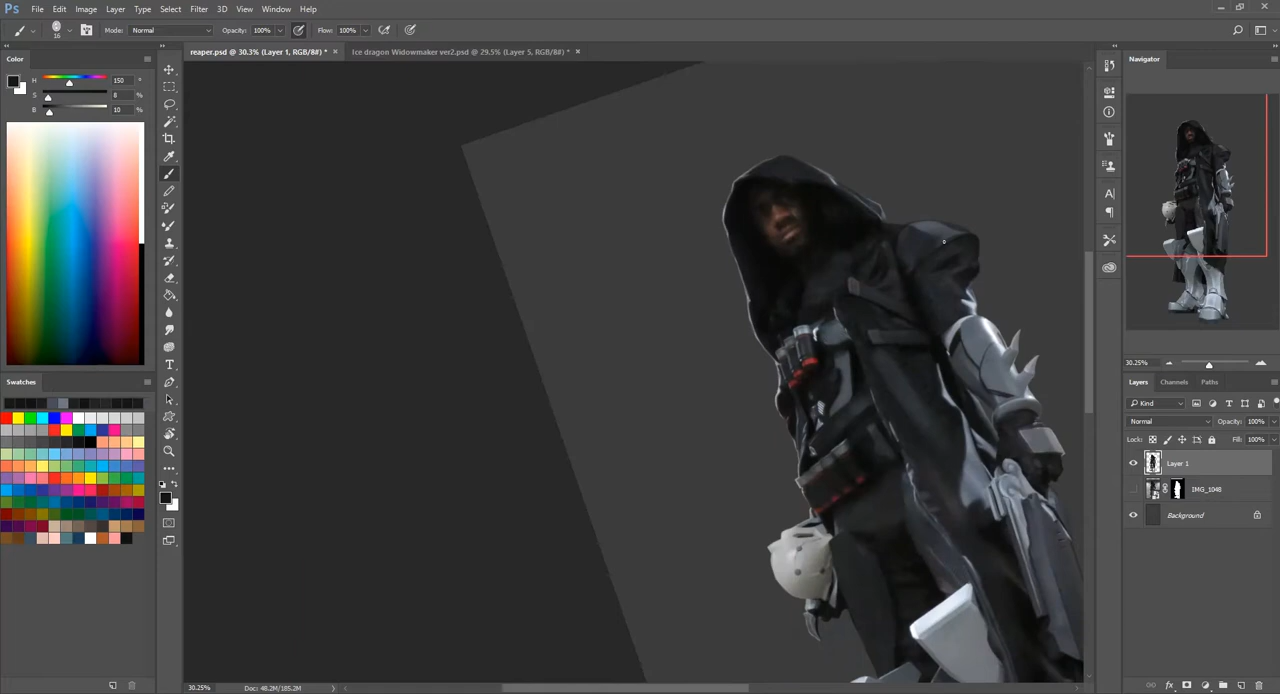 Ps File Edit Image Layer Type Select Filter 3D View Window Help
16 Mode: Normal Opacity: 100% Flow: 100%
reaper.psd @ 30.3% (Layer 1, RGB/8#) * × Ice dragon Widowmaker ver2.psd @ 29.5% (Layer 5, RGB/8#) * ×
Color
H 150 °
S 8 %
B 10 %
Swatches
Navigator
30.25%
Layers Channels Paths
Kind
Normal Opacity: 100%
Lock: Fill: 100%
Layer 1
IMG_1048
Background
30.25% Doc: 48.2M/185.2M